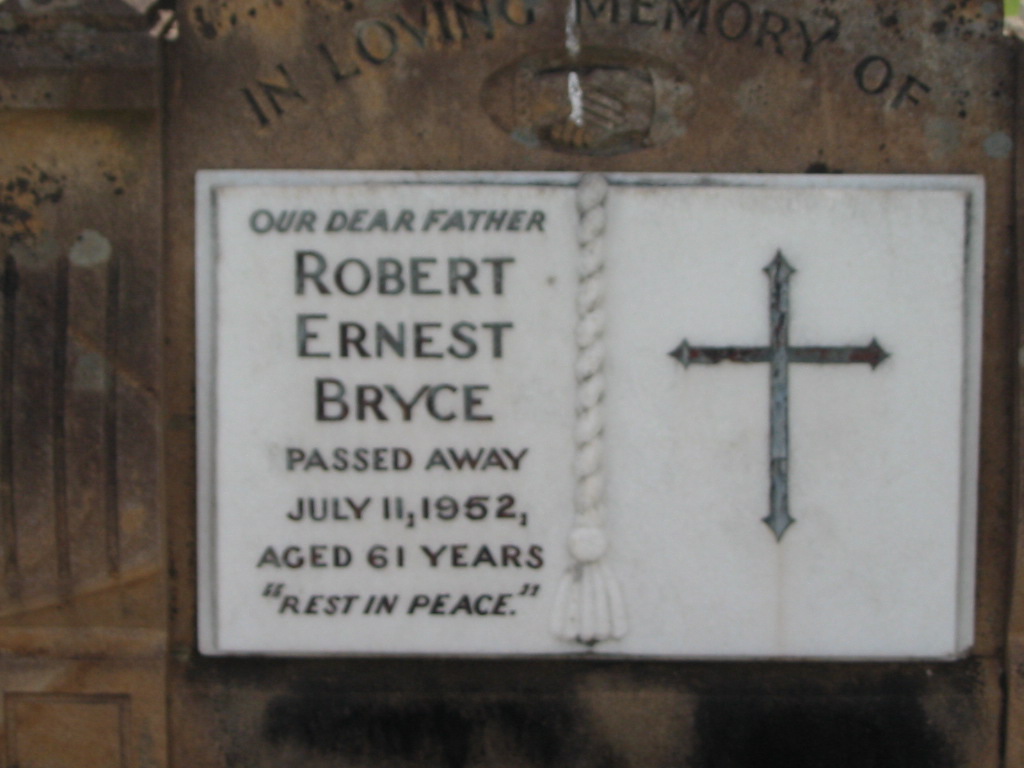 IN LOVING MEMORY OF
OUR DEAR FATHER
ROBERT
ERNEST
BRYCE
PASSED AWAY
JULY 11, 1952,
AGED 61 YEARS
"REST IN PEACE."